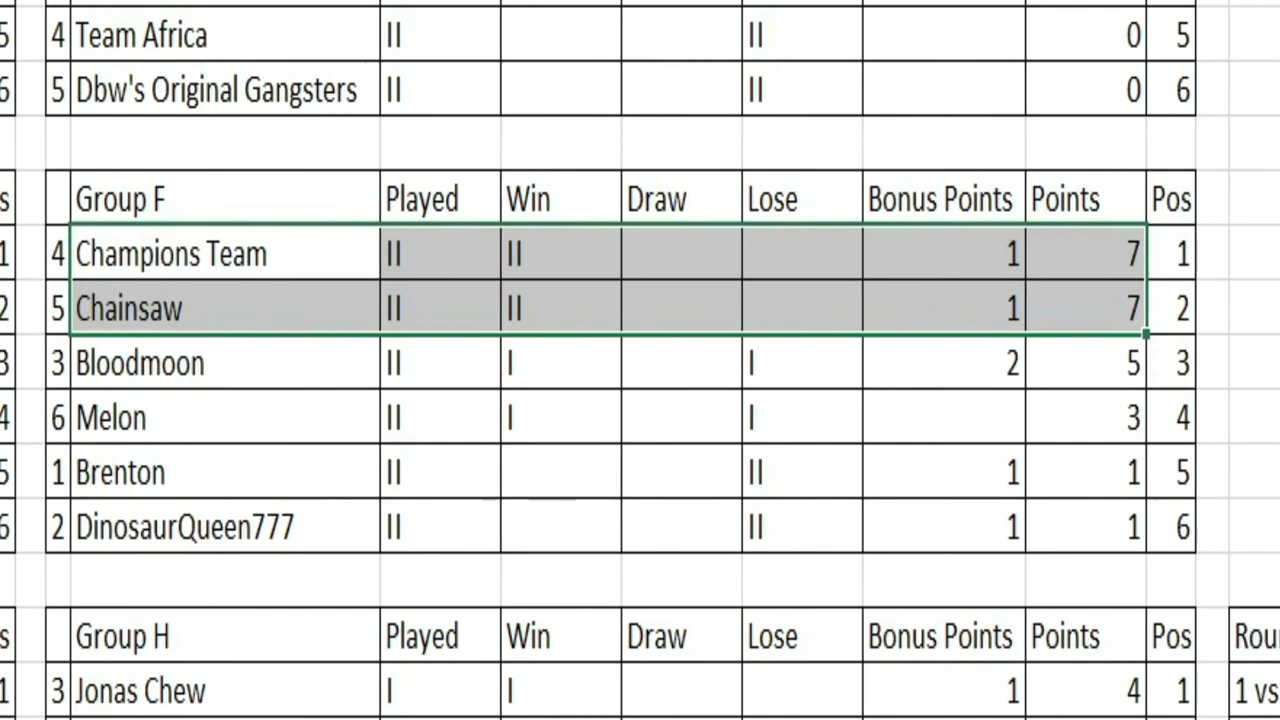 5 4 Team Africa II II 0 5
6 5 Dbw's Original Gangsters II II 0 6
s Group F Played Win Draw Lose Bonus Points Points Pos
1 4 Champions Team II II 1 7 1
2 5 Chainsaw II II 1 7 2
3 3 Bloodmoon II I I 2 5 3
4 6 Melon II I I 3 4
5 1 Brenton II II 1 1 5
6 2 DinosaurQueen777 II II 1 1 6
s Group H Played Win Draw Lose Bonus Points Points Pos Rour
1 3 Jonas Chew I I 1 4 1 1 vs